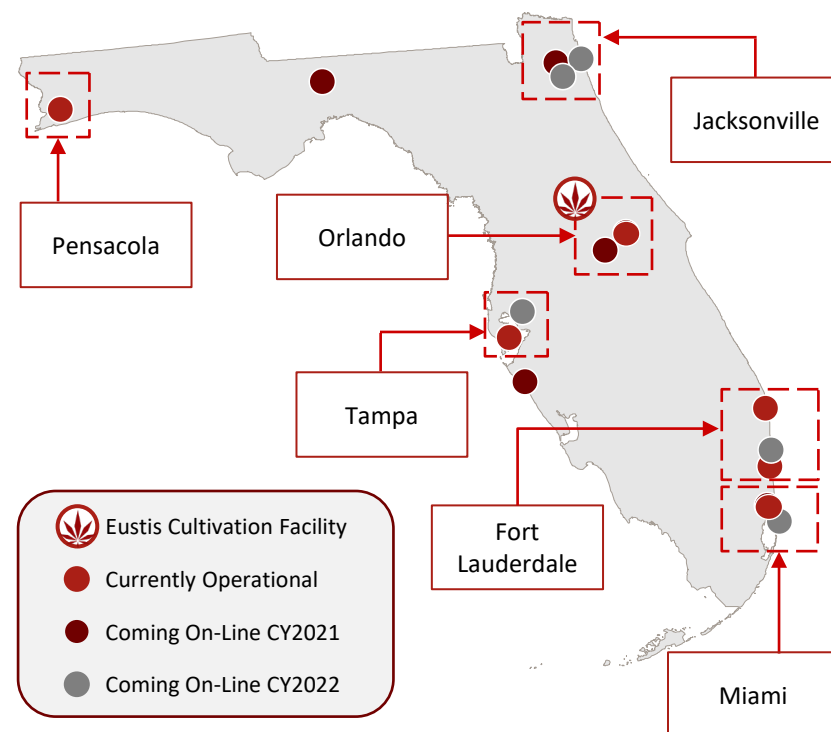 Jacksonville
Pensacola
Orlando
Tampa
Fort
Lauderdale
Miami
Eustis Cultivation Facility
Currently Operational
Coming On-Line CY2021
Coming On-Line CY2022